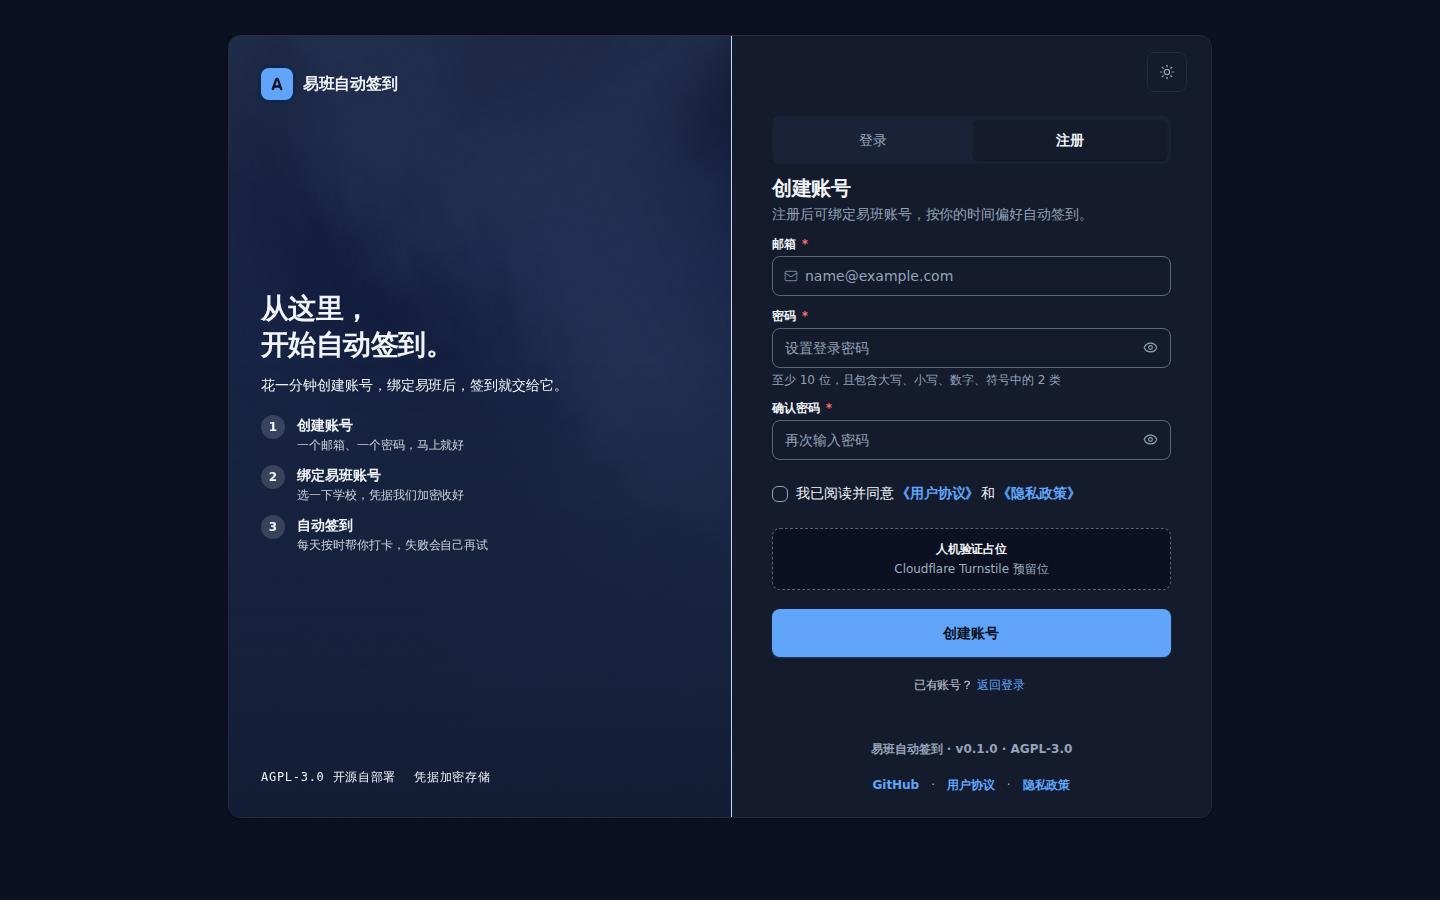 A 易班自动签到
从这里，
开始自动签到。
花一分钟创建账号，绑定易班后，签到就交给它。
1 创建账号
一个邮箱、一个密码，马上就好
2 绑定易班账号
选一下学校，凭据我们加密收好
3 自动签到
每天按时帮你打卡，失败会自己再试
AGPL-3.0 开源自部署 凭据加密存储
登录 注册
创建账号
注册后可绑定易班账号，按你的时间偏好自动签到。
邮箱 *
name@example.com
密码 *
设置登录密码
至少 10 位，且包含大写、小写、数字、符号中的 2 类
确认密码 *
再次输入密码
我已阅读并同意《用户协议》和《隐私政策》
人机验证占位
Cloudflare Turnstile 预留位
创建账号
已有账号？ 返回登录
易班自动签到 · v0.1.0 · AGPL-3.0
GitHub · 用户协议 · 隐私政策